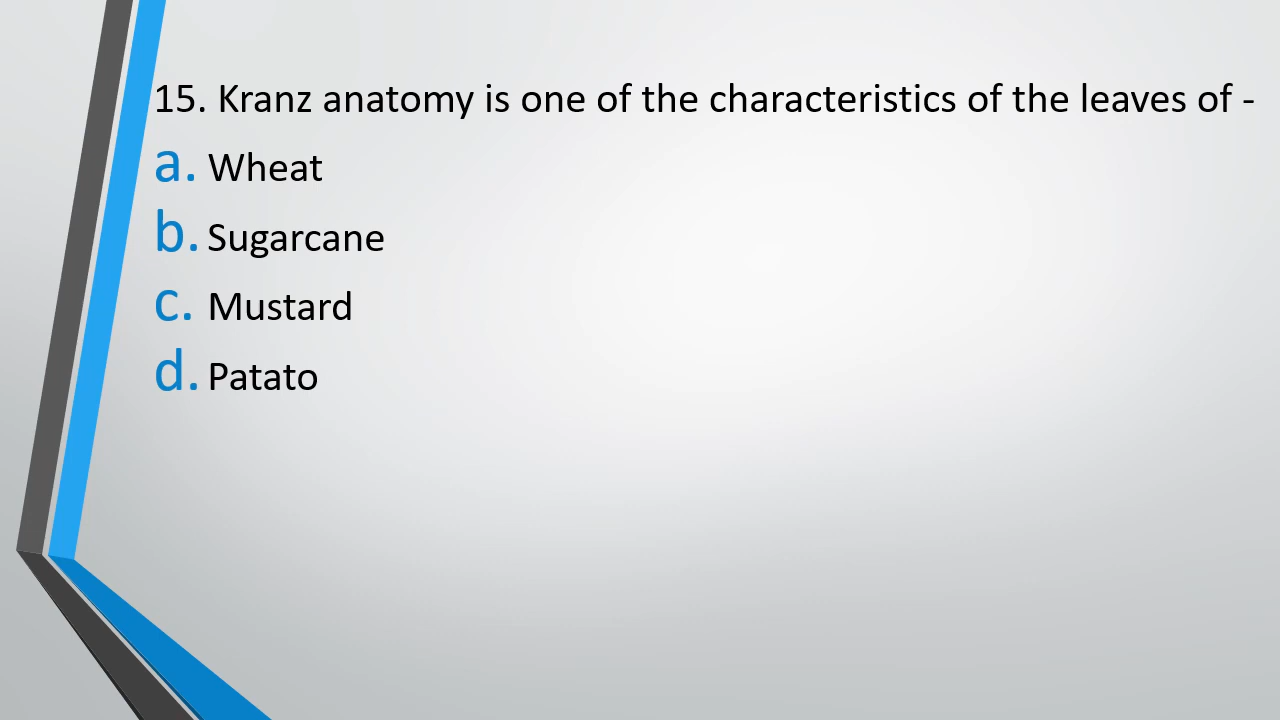 15. Kranz anatomy is one of the characteristics of the leaves of -
a. Wheat
b. Sugarcane
c. Mustard
d. Patato